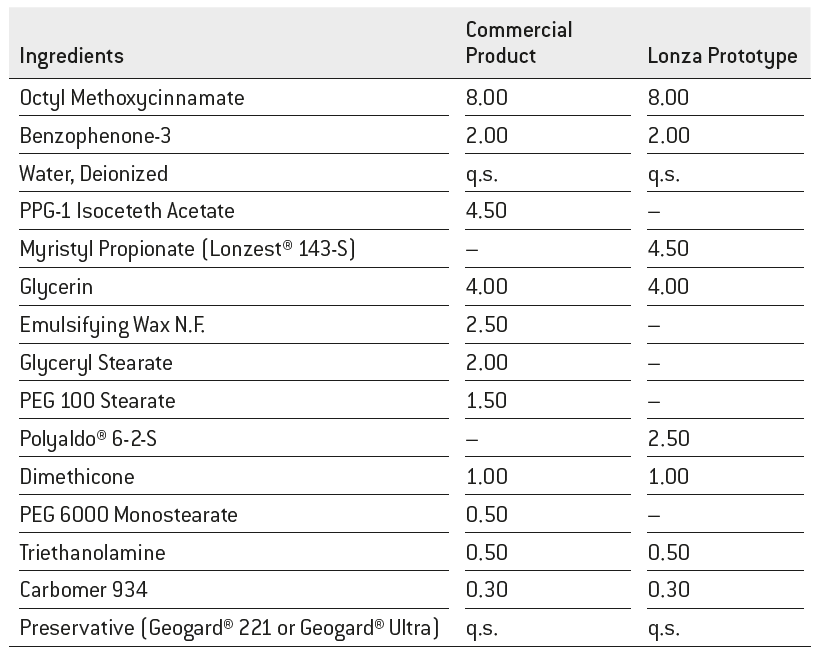 Ingredients Commercial Product Lonza Prototype
Octyl Methoxycinnamate 8.00 8.00
Benzophenone-3 2.00 2.00
Water, Deionized q.s. q.s.
PPG-1 Isoceteth Acetate 4.50 –
Myristyl Propionate (Lonzest® 143-S) – 4.50
Glycerin 4.00 4.00
Emulsifying Wax N.F. 2.50 –
Glyceryl Stearate 2.00 –
PEG 100 Stearate 1.50 –
Polyaldo® 6-2-S – 2.50
Dimethicone 1.00 1.00
PEG 6000 Monostearate 0.50 –
Triethanolamine 0.50 0.50
Carbomer 934 0.30 0.30
Preservative (Geogard® 221 or Geogard® Ultra) q.s. q.s.